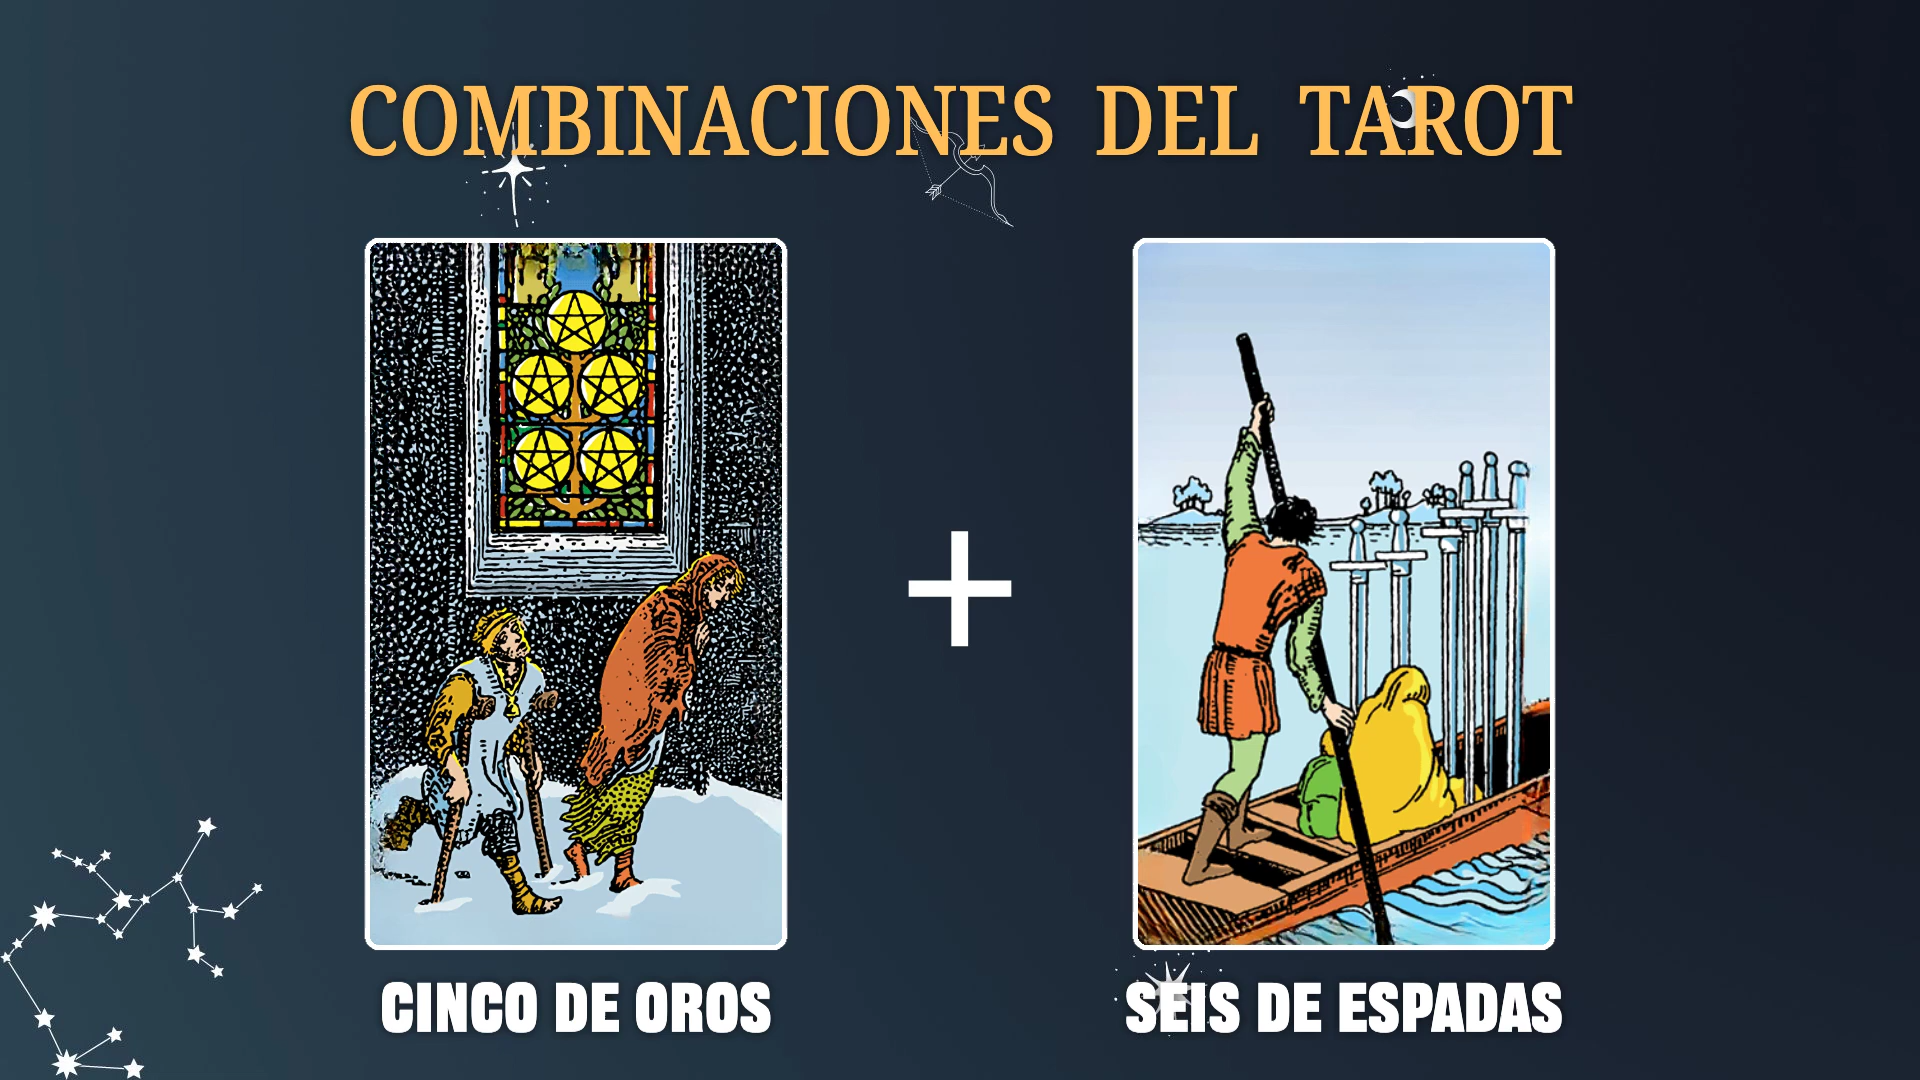 COMBINACIONES DEL TAROT
+
CINCO DE OROS
SEIS DE ESPADAS